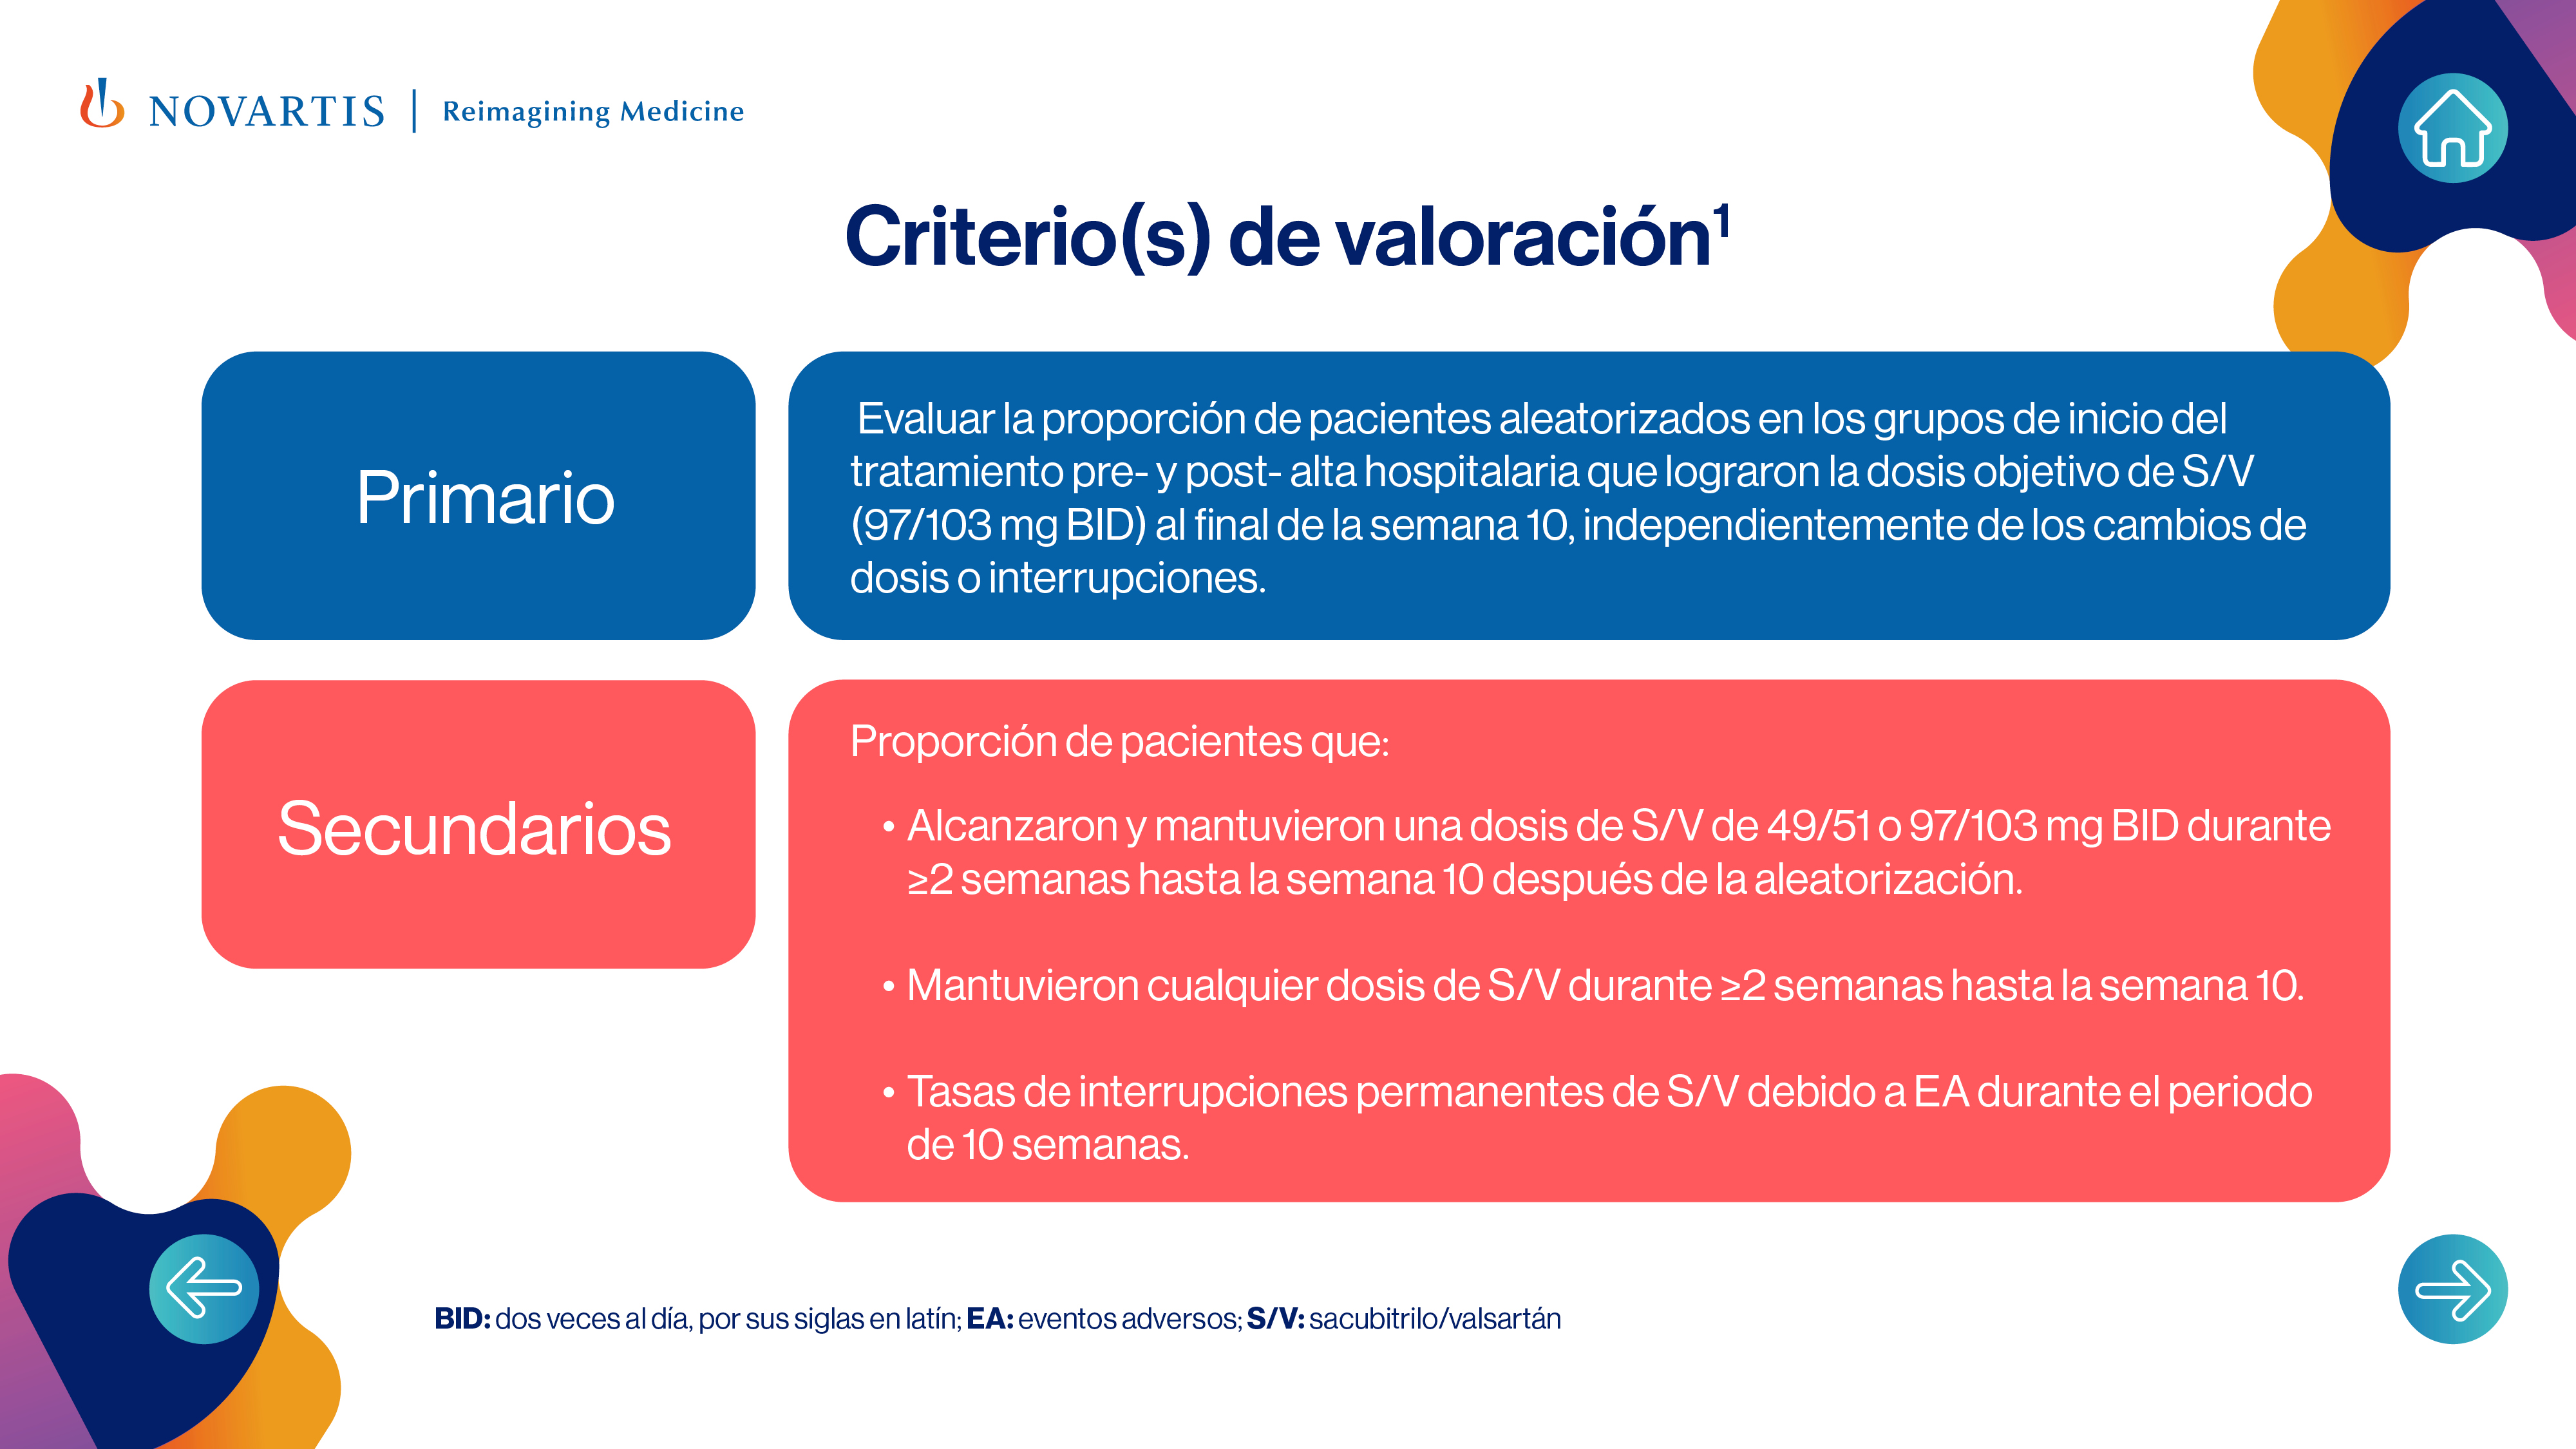 NOVARTIS | Reimagining Medicine
Criterio(s) de valoración¹
Primario
Evaluar la proporción de pacientes aleatorizados en los grupos de inicio del
tratamiento pre- y post- alta hospitalaria que lograron la dosis objetivo de S/V
(97/103 mg BID) al final de la semana 10, independientemente de los cambios de
dosis o interrupciones.
Secundarios
Proporción de pacientes que:
• Alcanzaron y mantuvieron una dosis de S/V de 49/51 o 97/103 mg BID durante
≥2 semanas hasta la semana 10 después de la aleatorización.
• Mantuvieron cualquier dosis de S/V durante ≥2 semanas hasta la semana 10.
• Tasas de interrupciones permanentes de S/V debido a EA durante el periodo
de 10 semanas.
BID: dos veces al día, por sus siglas en latín; EA: eventos adversos; S/V: sacubitrilo/valsartán